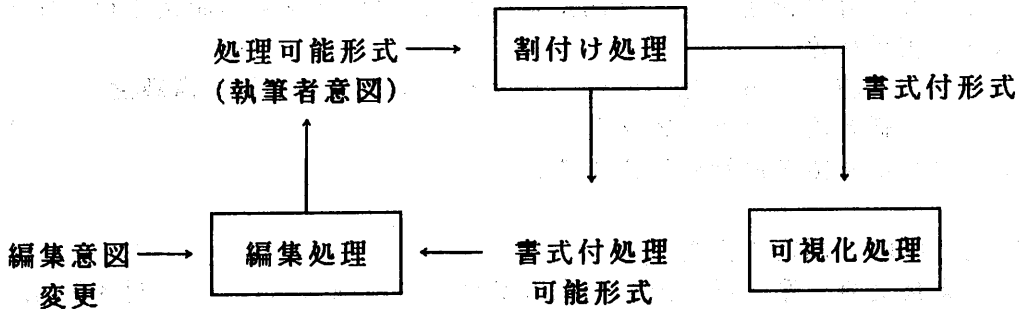 処理可能形式
(執筆者意図)
割付け処理
書式付形式
編集意図
変更
編集処理
書式付処理
可能形式
可視化処理